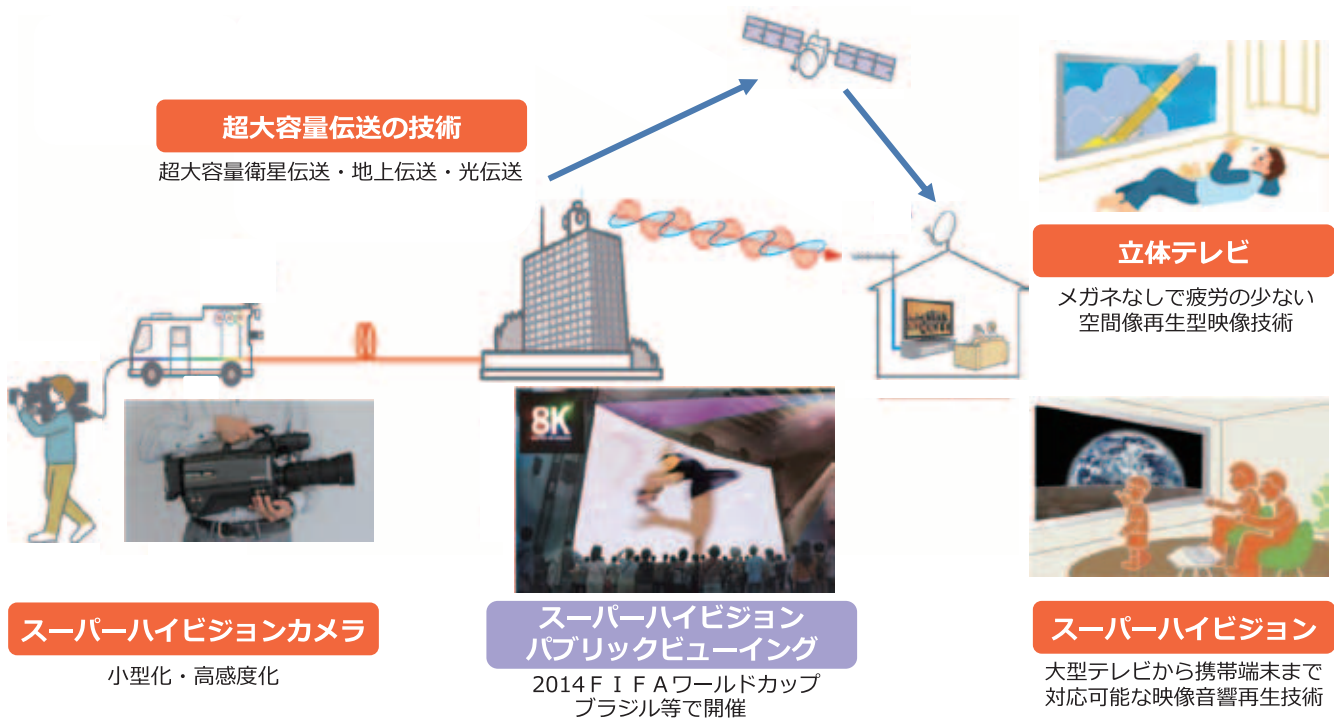 超大容量伝送の技術
超大容量衛星伝送・地上伝送・光伝送
立体テレビ
メガネなしで疲労の少ない
空間像再生型映像技術
8K
スーパーハイビジョンカメラ
小型化・高感度化
スーパーハイビジョン
パブリックビューイング
2014ＦＩＦＡワールドカップ
ブラジル等で開催
スーパーハイビジョン
大型テレビから携帯端末まで
対応可能な映像音響再生技術